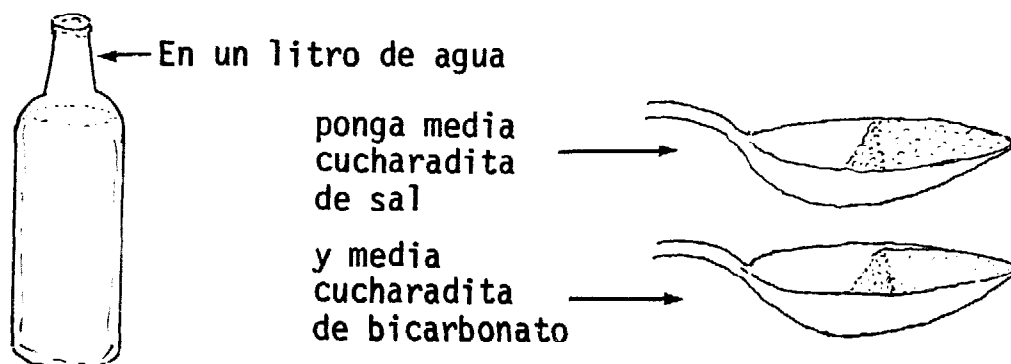 En un litro de agua
ponga media
cucharadita
de sal
y media
cucharadita
de bicarbonato